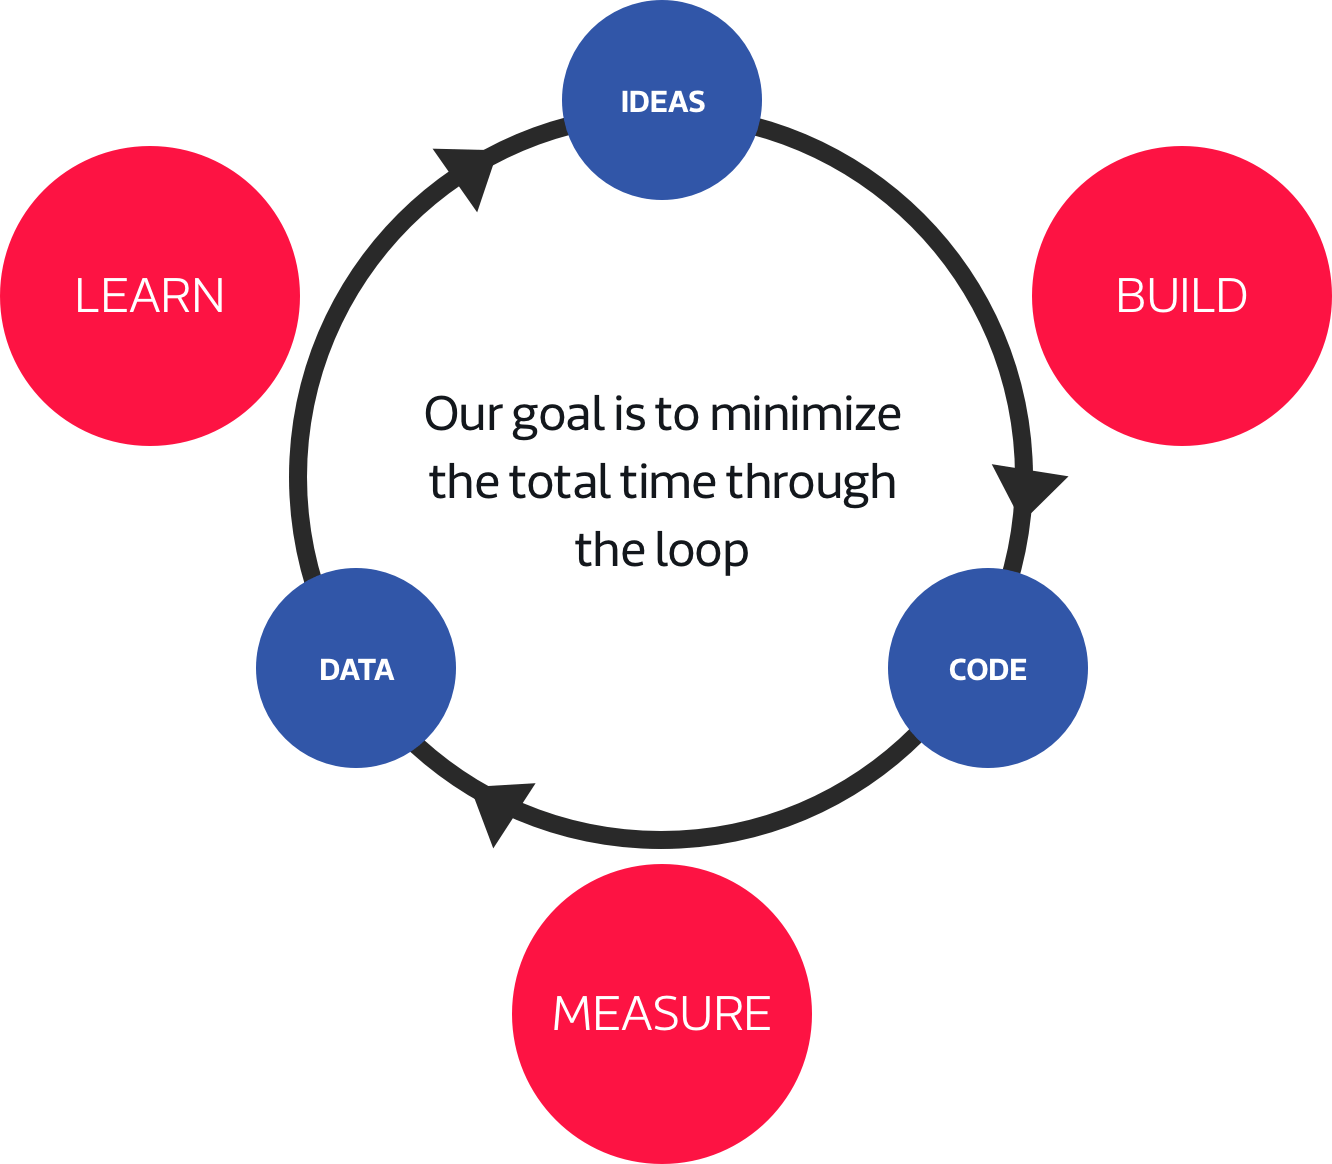 IDEAS
LEARN
BUILD
Our goal is to minimize
the total time through
the loop
DATA
CODE
MEASURE